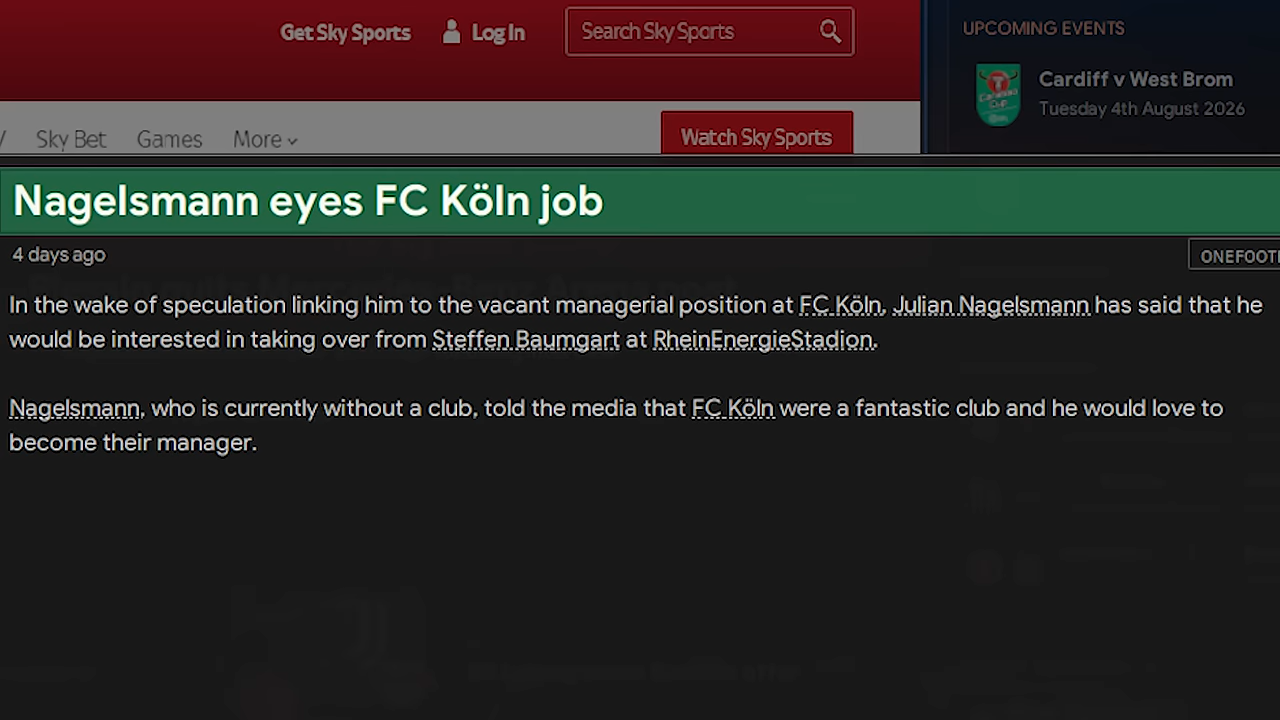 Get Sky Sports
Log In
Search Sky Sports
UPCOMING EVENTS
Cardiff v West Brom
Tuesday 4th August 2026
Sky Bet
Games
More
Watch Sky Sports
Nagelsmann eyes FC Köln job
4 days ago
ONEFOOT
In the wake of speculation linking him to the vacant managerial position at FC Köln, Julian Nagelsmann has said that he
would be interested in taking over from Steffen Baumgart at RheinEnergieStadion.
Nagelsmann, who is currently without a club, told the media that FC Köln were a fantastic club and he would love to
become their manager.